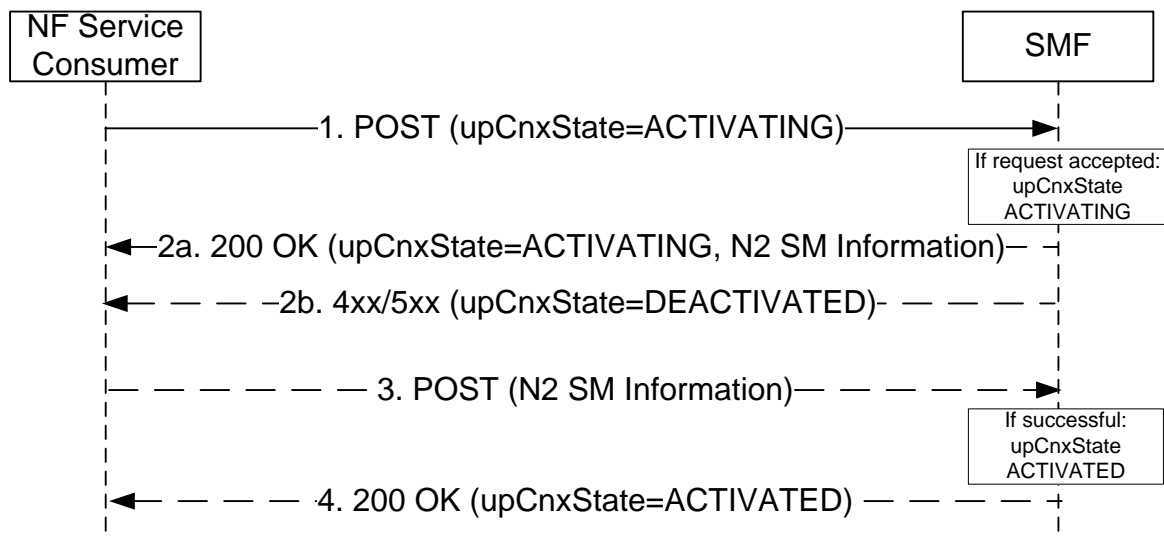 NF Service
Consumer
SMF
1. POST (upCnxState=ACTIVATING)
If request accepted:
upCnxState
ACTIVATING
2a. 200 OK (upCnxState=ACTIVATING, N2 SM Information)
2b. 4xx/5xx (upCnxState=DEACTIVATED)
3. POST (N2 SM Information)
If successful:
upCnxState
ACTIVATED
4. 200 OK (upCnxState=ACTIVATED)